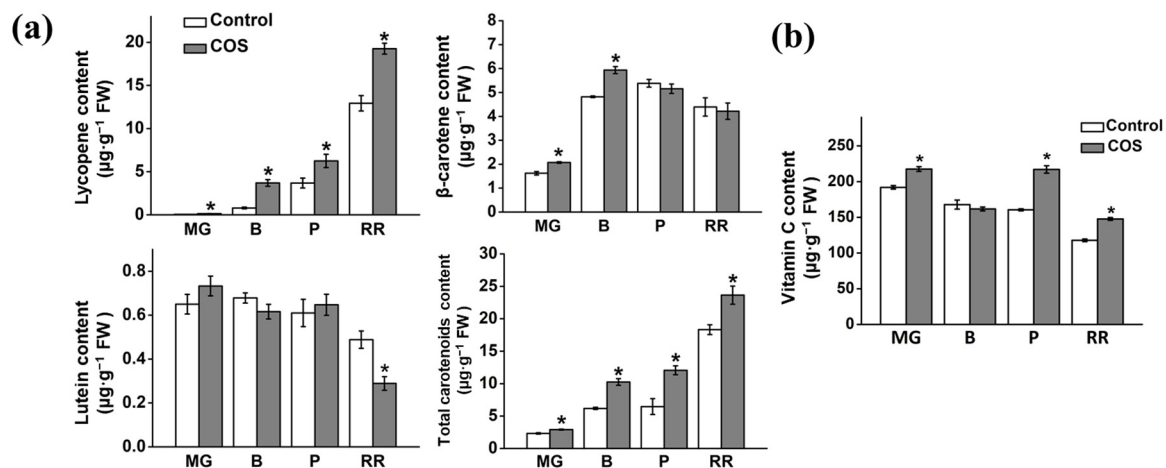 (a)
Control
COS
Lycopene content
(µg·g⁻¹ FW)
20
15
10
5
0
*
*
*
*
MG B P RR
β-carotene content
(µg·g⁻¹ FW)
8
7
6
5
4
3
2
1
0
*
*
MG B P RR
Lutein content
(µg·g⁻¹ FW)
0.8
0.6
0.4
0.2
0.0
*
MG B P RR
Total carotenoids content
(µg·g⁻¹ FW)
30
25
20
15
10
5
0
*
*
*
*
MG B P RR
(b)
Control
COS
Vitamin C content
(µg·g⁻¹ FW)
250
200
150
100
50
*
*
*
MG B P RR